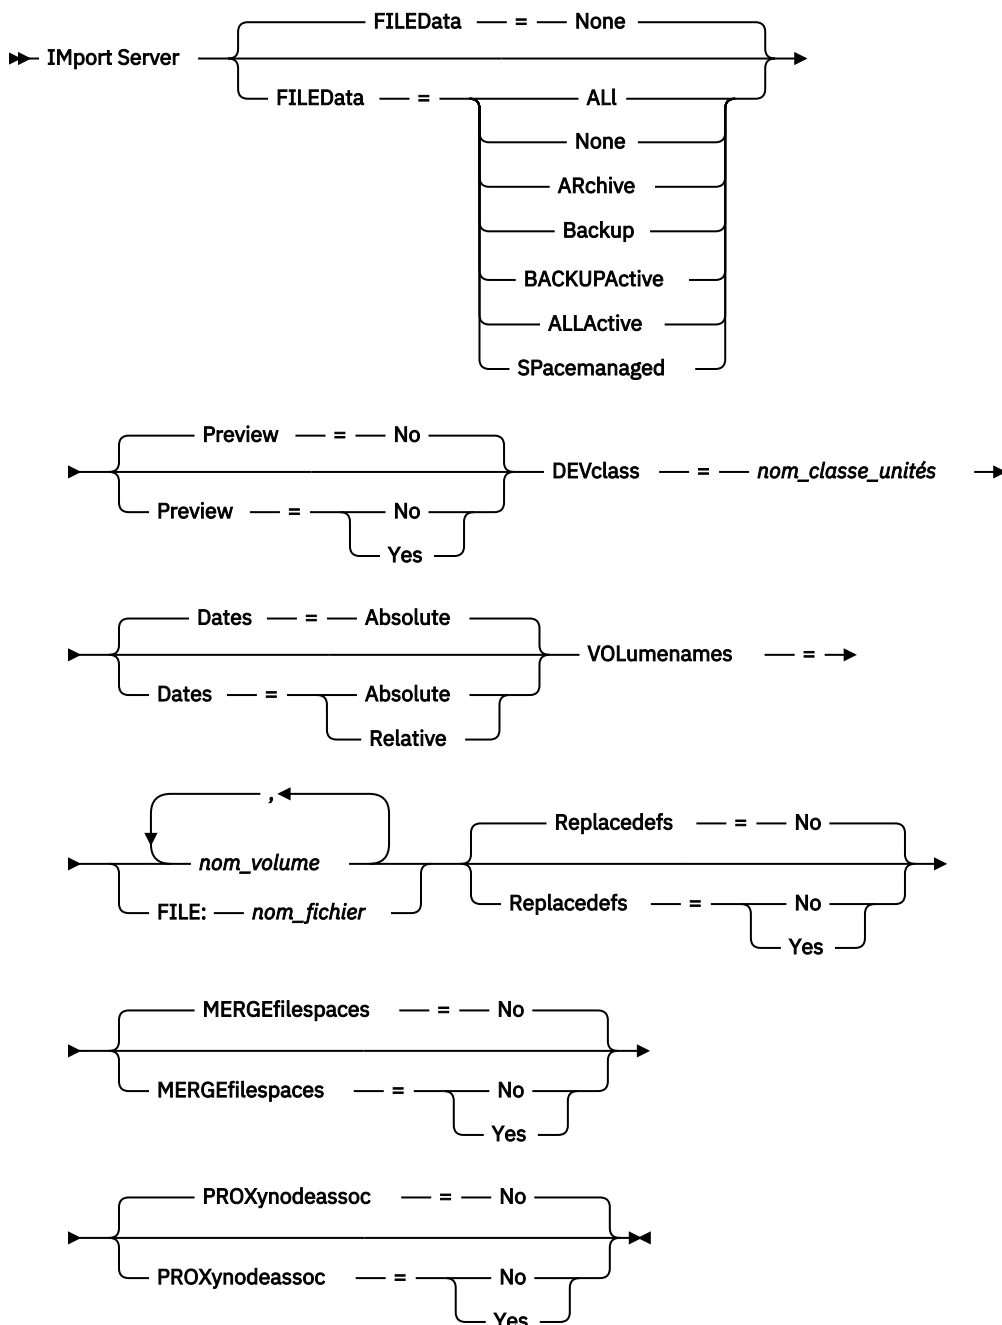 FILEData = None
IMport Server
FILEData = ALl
None
ARchive
Backup
BACKUPActive
ALLActive
SPacemanaged
Preview = No
DEVclass = nom_classe_unités
Preview = No
Yes
Dates = Absolute
VOLumenames =
Dates = Absolute
Relative
,
Replacedefs = No
nom_volume
FILE: nom_fichier
Replacedefs = No
Yes
MERGEfilespaces = No
MERGEfilespaces = No
Yes
PROXynodeassoc = No
PROXynodeassoc = No
Yes